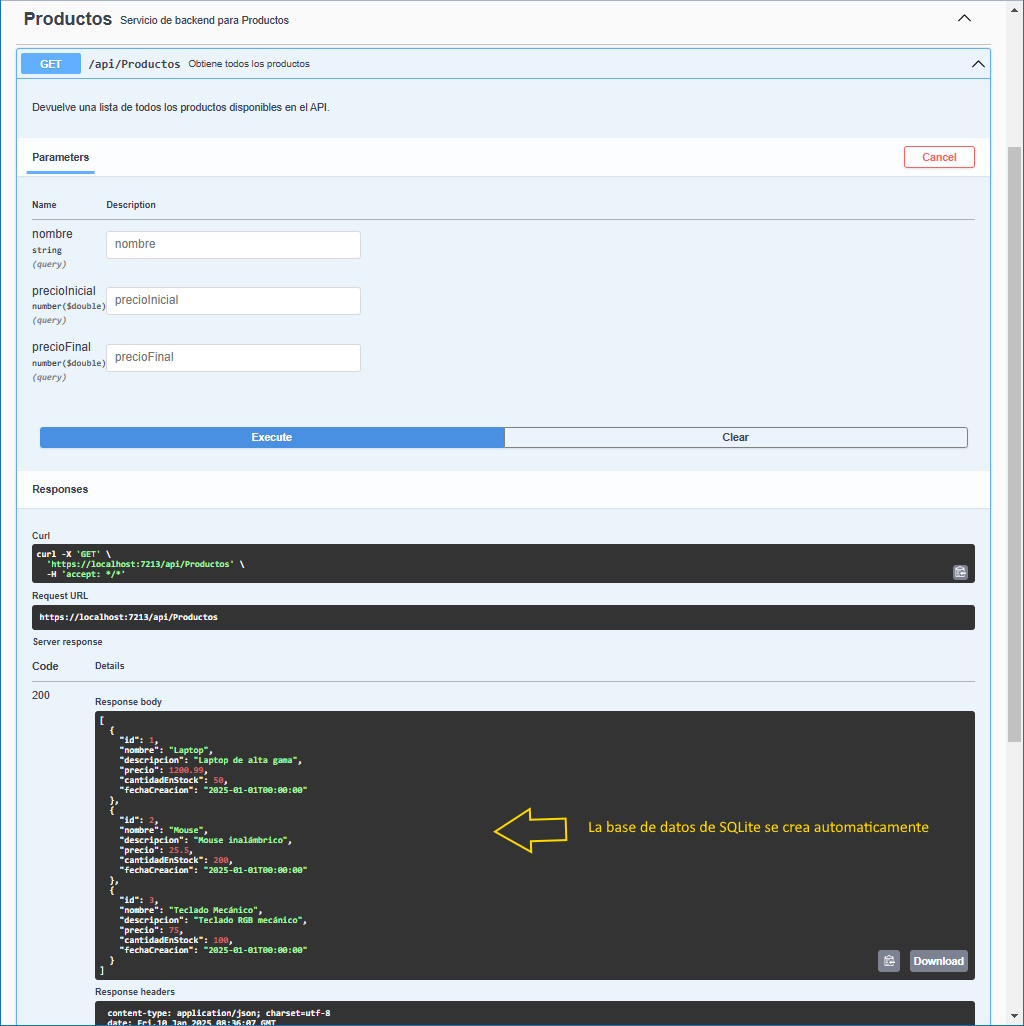 Productos Servicio de backend para Productos
GET /api/Productos Obtiene todos los productos
Devuelve una lista de todos los productos disponibles en el API.
Parameters
Cancel
Name Description
nombre
string
(query)
nombre
precioInicial
number($double)
(query)
precioInicial
precioFinal
number($double)
(query)
precioFinal
Execute Clear
Responses
Curl
curl -X 'GET' \
'https://localhost:7213/api/Productos' \
-H 'accept: */*'
Request URL
https://localhost:7213/api/Productos
Server response
Code Details
200
Response body
[
{
"id": 1,
"nombre": "Laptop",
"descripcion": "Laptop de alta gama",
"precio": 1200.99,
"cantidadEnStock": 50,
"fechaCreacion": "2025-01-01T00:00:00"
},
{
"id": 2,
"nombre": "Mouse",
"descripcion": "Mouse inalámbrico",
"precio": 25.5,
"cantidadEnStock": 200,
"fechaCreacion": "2025-01-01T00:00:00"
},
{
"id": 3,
"nombre": "Teclado Mecánico",
"descripcion": "Teclado RGB mecánico",
"precio": 75,
"cantidadEnStock": 100,
"fechaCreacion": "2025-01-01T00:00:00"
}
]
La base de datos de SQLite se crea automaticamente
Download
Response headers
content-type: application/json; charset=utf-8
date: Fri,10 Jan 2025 08:36:07 GMT